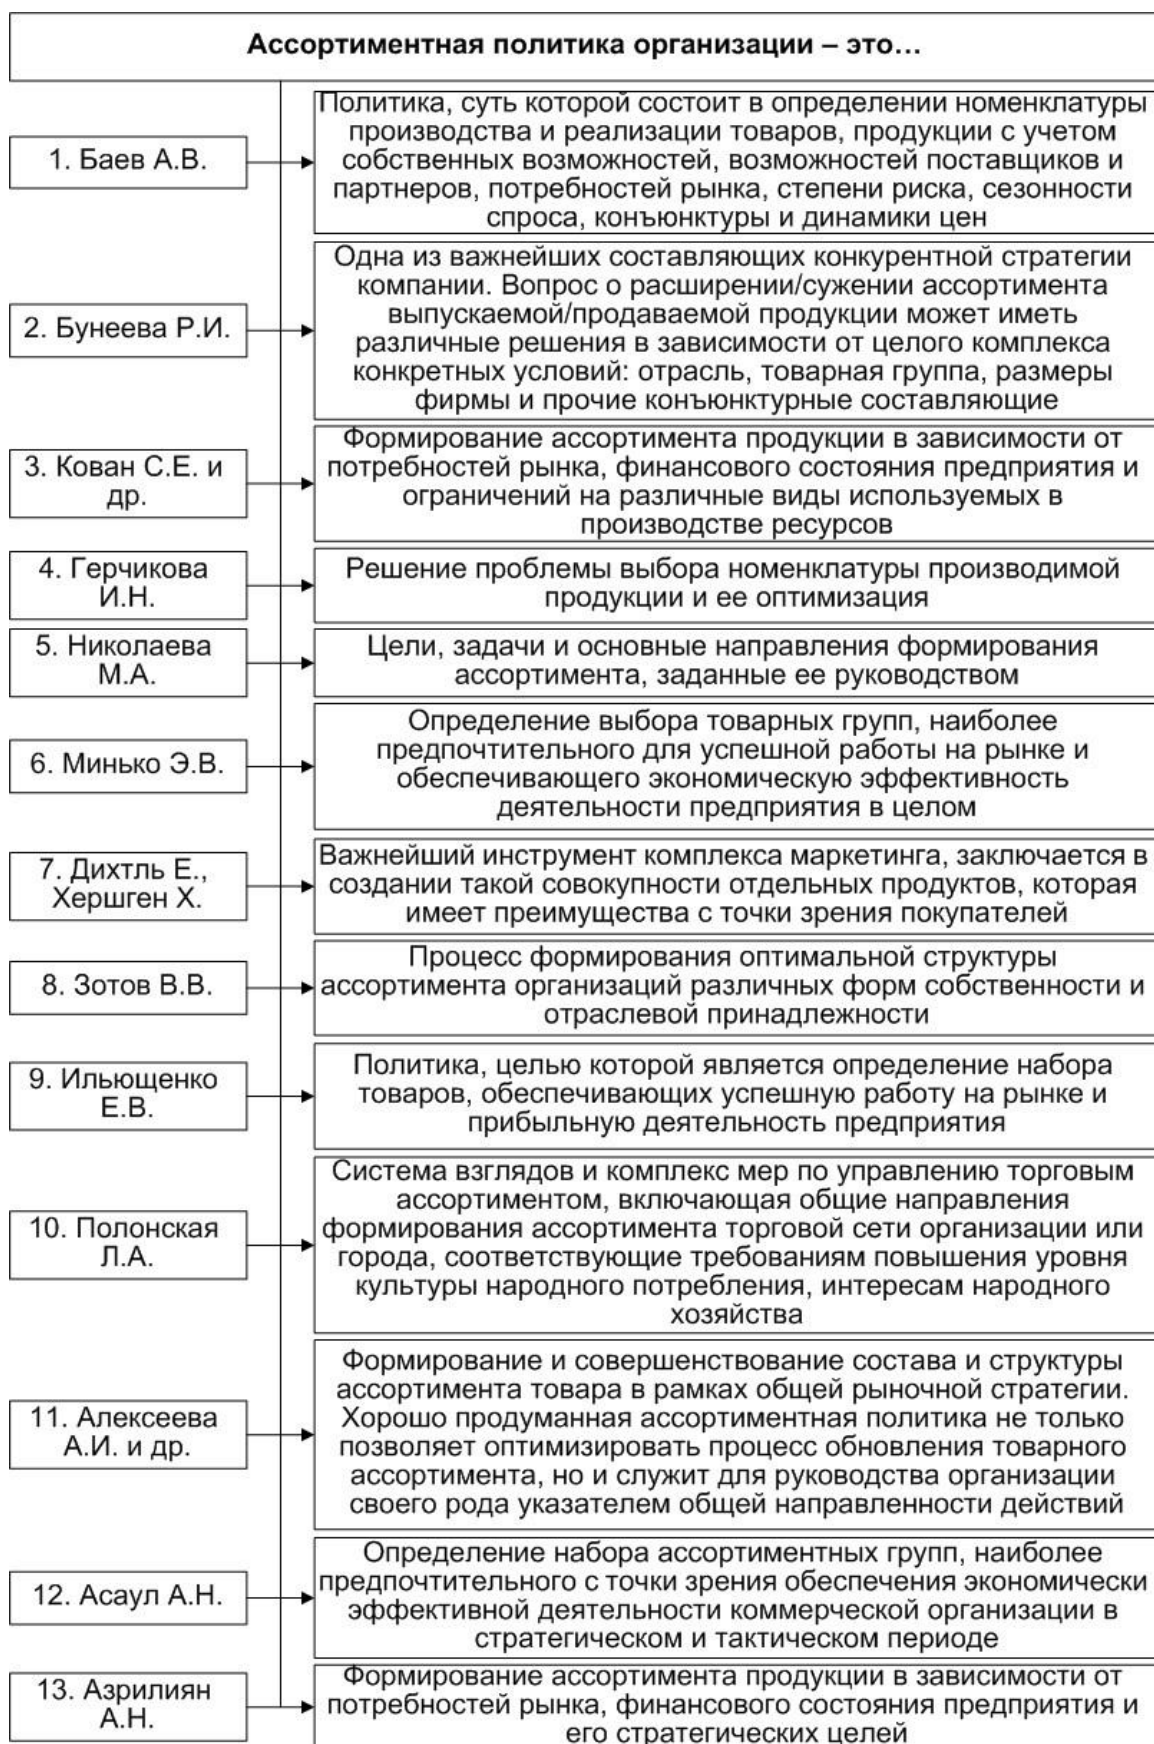 Ассортиментная политика организации – это…
1. Баев А.В.
Политика, суть которой состоит в определении номенклатуры
производства и реализации товаров, продукции с учетом
собственных возможностей, возможностей поставщиков и
партнеров, потребностей рынка, степени риска, сезонности
спроса, конъюнктуры и динамики цен
2. Бунеева Р.И.
Одна из важнейших составляющих конкурентной стратегии
компании. Вопрос о расширении/сужении ассортимента
выпускаемой/продаваемой продукции может иметь
различные решения в зависимости от целого комплекса
конкретных условий: отрасль, товарная группа, размеры
фирмы и прочие конъюнктурные составляющие
3. Кован С.Е. и
др.
Формирование ассортимента продукции в зависимости от
потребностей рынка, финансового состояния предприятия и
ограничений на различные виды используемых в
производстве ресурсов
4. Герчикова
И.Н.
Решение проблемы выбора номенклатуры производимой
продукции и ее оптимизация
5. Николаева
М.А.
Цели, задачи и основные направления формирования
ассортимента, заданные ее руководством
6. Минько Э.В.
Определение выбора товарных групп, наиболее
предпочтительного для успешной работы на рынке и
обеспечивающего экономическую эффективность
деятельности предприятия в целом
7. Дихтль Е.,
Хершген Х.
Важнейший инструмент комплекса маркетинга, заключается в
создании такой совокупности отдельных продуктов, которая
имеет преимущества с точки зрения покупателей
8. Зотов В.В.
Процесс формирования оптимальной структуры
ассортимента организаций различных форм собственности и
отраслевой принадлежности
9. Ильющенко
Е.В.
Политика, целью которой является определение набора
товаров, обеспечивающих успешную работу на рынке и
прибыльную деятельность предприятия
10. Полонская
Л.А.
Система взглядов и комплекс мер по управлению торговым
ассортиментом, включающая общие направления
формирования ассортимента торговой сети организации или
города, соответствующие требованиям повышения уровня
культуры народного потребления, интересам народного
хозяйства
11. Алексеева
А.И. и др.
Формирование и совершенствование состава и структуры
ассортимента товара в рамках общей рыночной стратегии.
Хорошо продуманная ассортиментная политика не только
позволяет оптимизировать процесс обновления товарного
ассортимента, но и служит для руководства организации
своего рода указателем общей направленности действий
12. Асаул А.Н.
Определение набора ассортиментных групп, наиболее
предпочтительного с точки зрения обеспечения экономически
эффективной деятельности коммерческой организации в
стратегическом и тактическом периоде
13. Азрилиян
А.Н.
Формирование ассортимента продукции в зависимости от
потребностей рынка, финансового состояния предприятия и
его стратегических целей